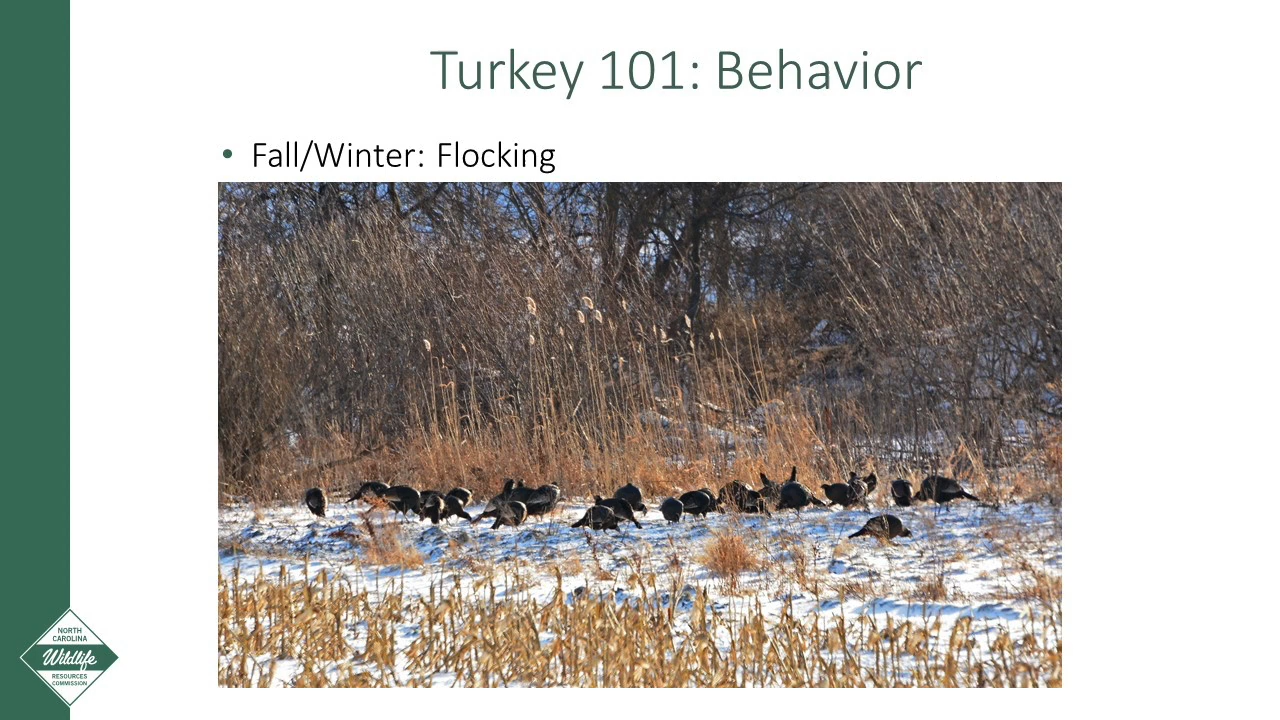 Turkey 101: Behavior
• Fall/Winter: Flocking
NORTH
CAROLINA
Wildlife
RESOURCES
COMMISSION